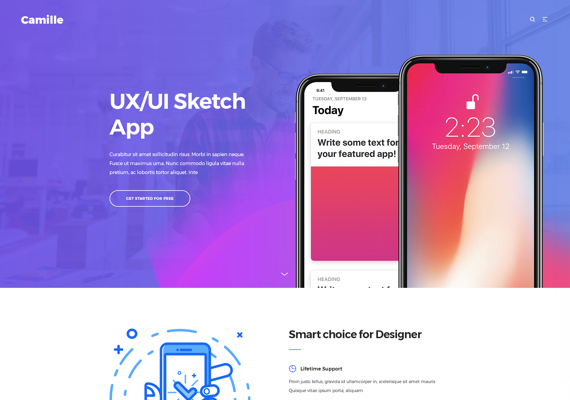 Camille
UX/UI Sketch
App
Curabitur sit amet sollicitudin risus. Morbi in sapien neque.
Fusce ut maximus urna. Nunc commodo ligula vitae nulla
pretium, ac lobortis tortor aliquet. Inte
GET STARTED FOR FREE
9:41
TUESDAY, SEPTEMBER 12
Today
HEADING
Write some text for
your featured app!
HEADING
2:23
Tuesday, September 12
Smart choice for Designer
Lifetime Support
Proin justo tellus, gravida id ullamcorper in, scelerisque sit amet mauris.
Quisque vitae ipsum porta, aliquam